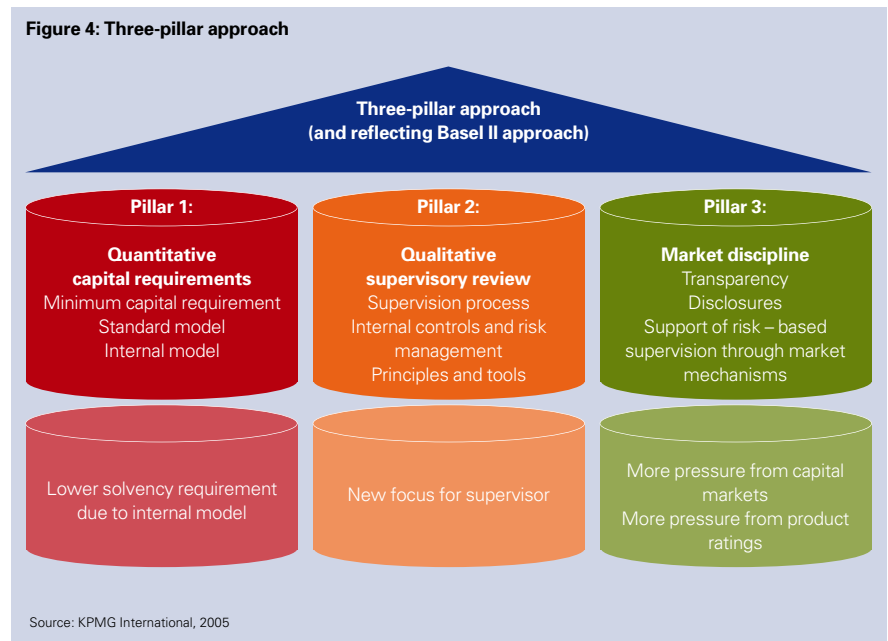 Figure 4: Three-pillar approach
Three-pillar approach
(and reflecting Basel II approach)
Pillar 1:
Quantitative
capital requirements
Minimum capital requirement
Standard model
Internal model
Pillar 2:
Qualitative
supervisory review
Supervision process
Internal controls and risk
management
Principles and tools
Pillar 3:
Market discipline
Transparency
Disclosures
Support of risk – based
supervision through market
mechanisms
Lower solvency requirement
due to internal model
New focus for supervisor
More pressure from capital
markets
More pressure from product
ratings
Source: KPMG International, 2005